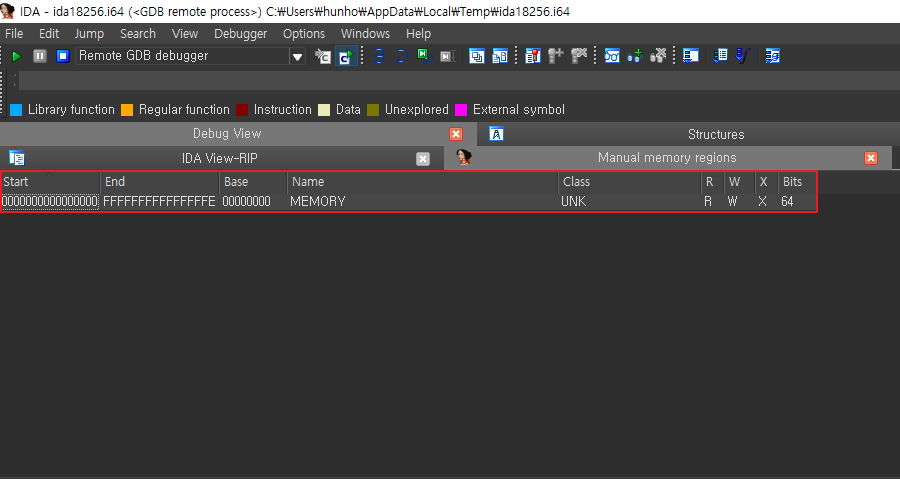 IDA - ida18256.i64 (<GDB remote process>) C:₩Users₩hunho₩AppData₩Local₩Temp₩ida18256.i64
File Edit Jump Search View Debugger Options Windows Help
Remote GDB debugger
Library function Regular function Instruction Data Unexplored External symbol
Debug View Structures
IDA View-RIP Manual memory regions
Start End Base Name Class R W X Bits
0000000000000000 FFFFFFFFFFFFFFFE 00000000 MEMORY UNK R W X 64